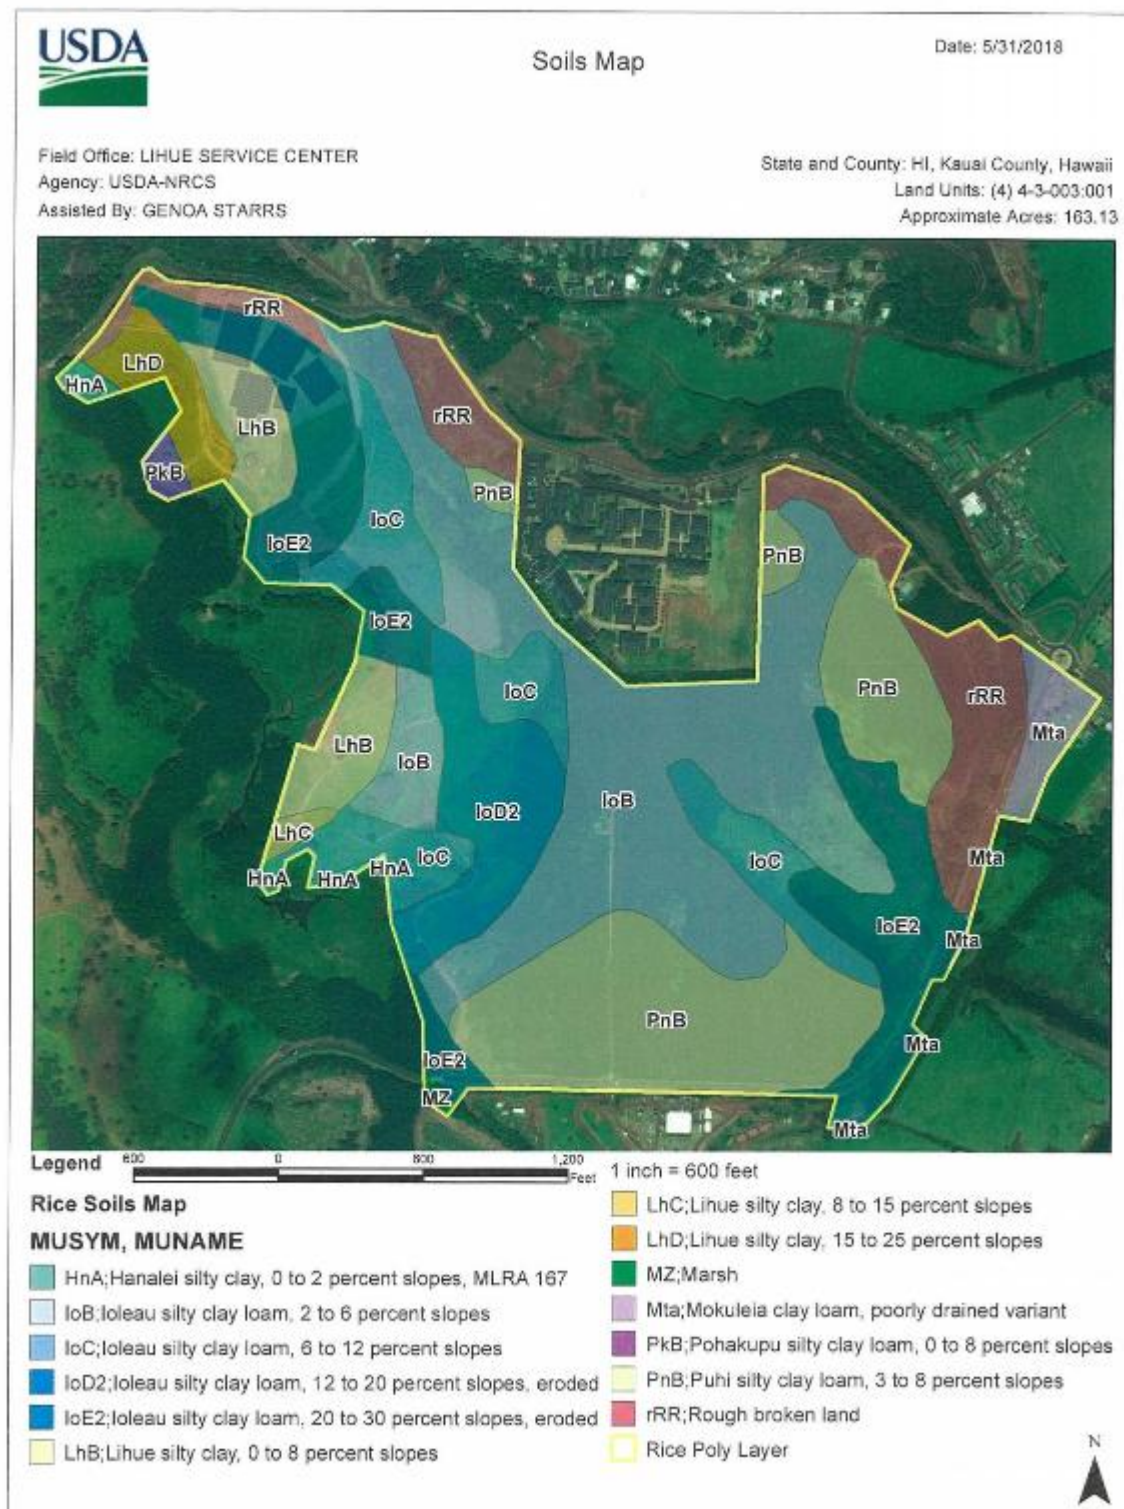 USDA
Soils Map
Date: 5/31/2018
Field Office: LIHUE SERVICE CENTER
Agency: USDA-NRCS
Assisted By: GENOA STARRS
State and County: HI, Kauai County, Hawaii
Land Units: (4) 4-3-003:001
Approximate Acres: 163.13
rRR
LhD
HnA
LhB
rRR
PkB
PnB
IoC
IoE2
PnB
IoE2
IoC
PnB
rRR
LhB
IoB
Mta
IoD2
IoB
LhC
IoC
IoC
Mta
HnA
HnA
HnA
IoE2
Mta
PnB
Mta
IoE2
MZ
Mta
Legend
600 0 600 1,200
Feet
1 inch = 600 feet
Rice Soils Map
MUSYM, MUNAME
HnA;Hanalei silty clay, 0 to 2 percent slopes, MLRA 167
IoB;Ioleau silty clay loam, 2 to 6 percent slopes
IoC;Ioleau silty clay loam, 6 to 12 percent slopes
IoD2;Ioleau silty clay loam, 12 to 20 percent slopes, eroded
IoE2;Ioleau silty clay loam, 20 to 30 percent slopes, eroded
LhB;Lihue silty clay, 0 to 8 percent slopes
LhC;Lihue silty clay, 8 to 15 percent slopes
LhD;Lihue silty clay, 15 to 25 percent slopes
MZ;Marsh
Mta;Mokuleia clay loam, poorly drained variant
PkB;Pohakupu silty clay loam, 0 to 8 percent slopes
PnB;Puhi silty clay loam, 3 to 8 percent slopes
rRR;Rough broken land
Rice Poly Layer
N